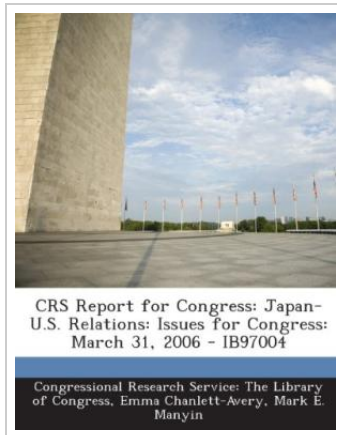 CRS Report for Congress: Japan-
U.S. Relations: Issues for Congress:
March 31, 2006 - IB97004
Congressional Research Service: The Library
of Congress, Emma Chanlett-Avery, Mark E.
Manyin